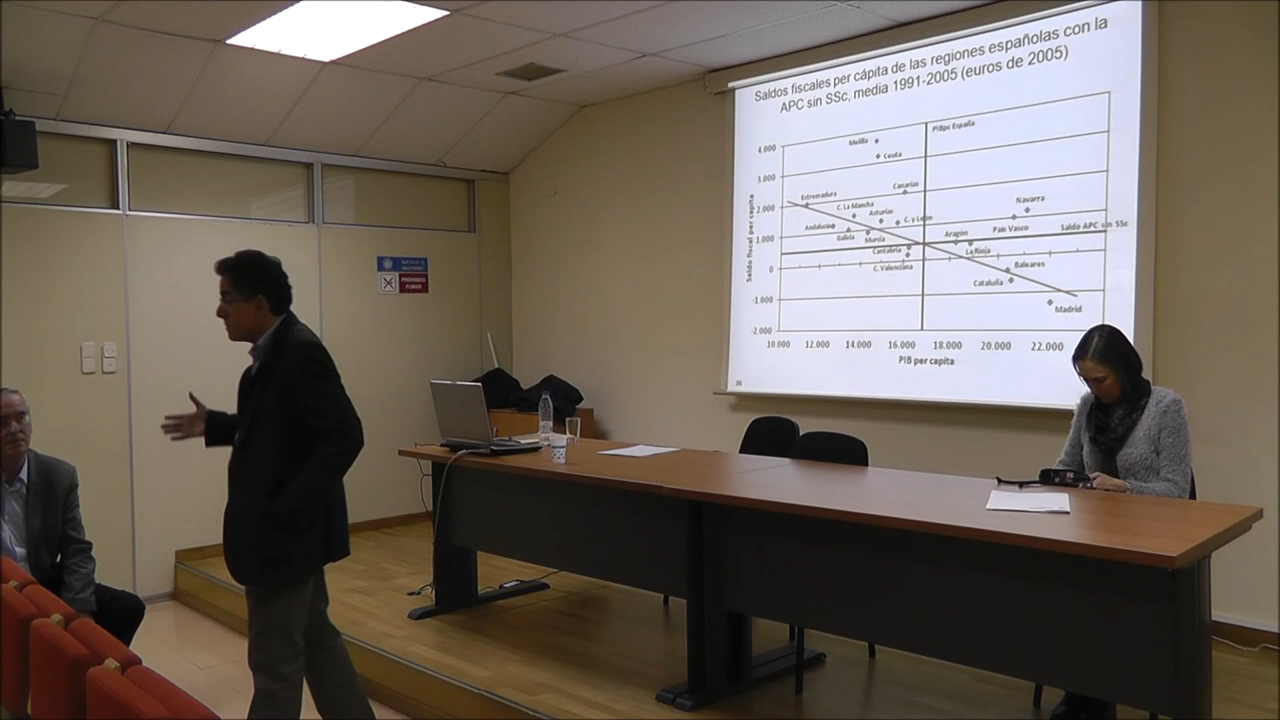 Saldos fiscales per cápita de las regiones españolas con la
APC sin SSc, media 1991-2005 (euros de 2005)
PIBpc España
Melilla
4.000
Ceuta
3.000
Canarias
Extremadura
Navarra
2.000
C. La Mancha
Asturias
C. y León
Andalucía
País Vasco
Saldo APC sin SSc
1.000
Galicia
Murcia
Aragón
Cantabria
La Rioja
0
C. Valenciana
Baleares
Cataluña
-1.000
Madrid
-2.000
Saldo fiscal per capita
10.000 12.000 14.000 16.000 18.000 20.000 22.000
PIB per capita
PROHIBIDO
FUMAR